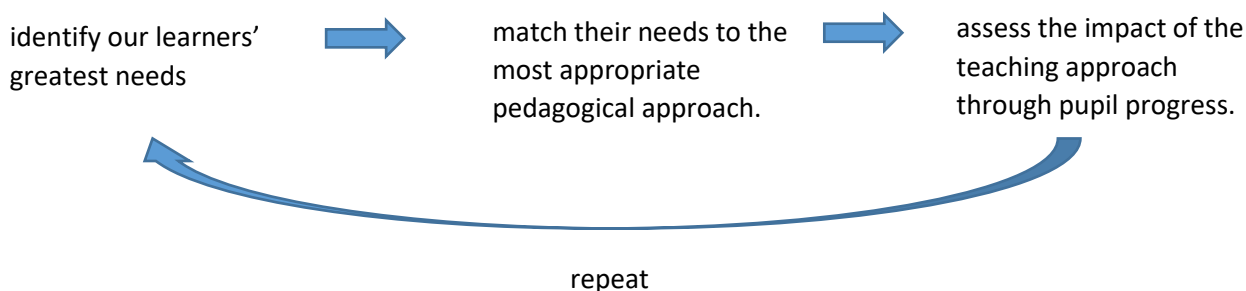 identify our learners’
greatest needs
match their needs to the
most appropriate
pedagogical approach.
assess the impact of the
teaching approach
through pupil progress.
repeat